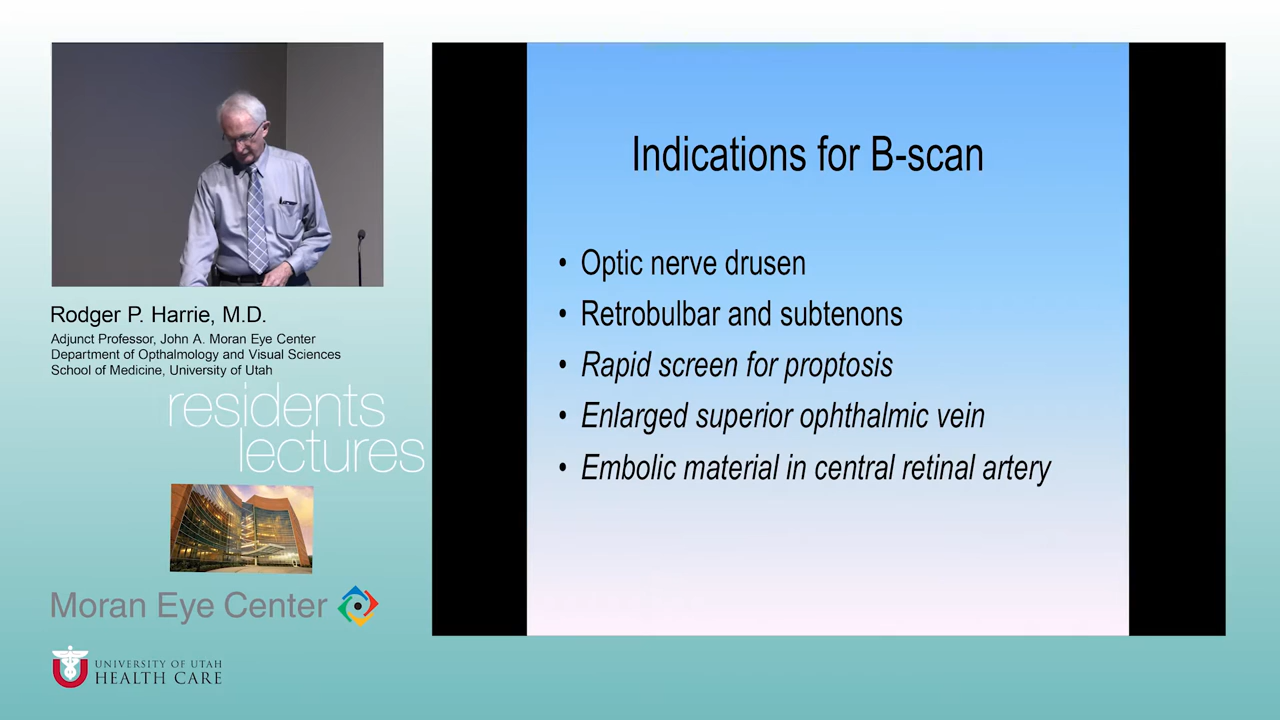 Rodger P. Harrie, M.D.
Adjunct Professor, John A. Moran Eye Center
Department of Opthalmology and Visual Sciences
School of Medicine, University of Utah
residents
lectures
Moran Eye Center
UNIVERSITY OF UTAH
HEALTH CARE
Indications for B-scan
• Optic nerve drusen
• Retrobulbar and subtenons
• Rapid screen for proptosis
• Enlarged superior ophthalmic vein
• Embolic material in central retinal artery